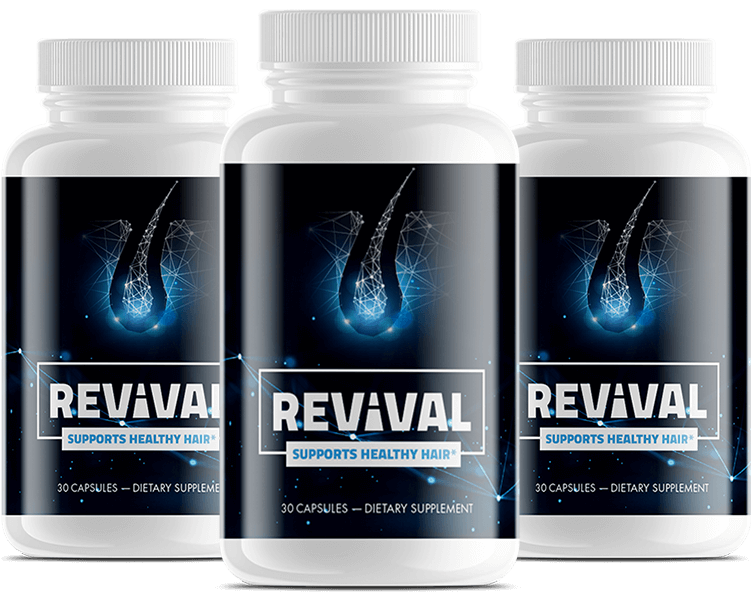 REVIVAL
SUPPORTS HEALTHY HAIR*
30 CAPSULES — DIETARY SUPPLEME
REVIVAL
SUPPORTS HEALTHY HAIR*
30 CAPSULES — DIETARY SUPPLEMENT
REVIVAL
SUPPORTS HEALTHY HAIR*
30 CAPSULES — DIETARY SUPPLEMENT